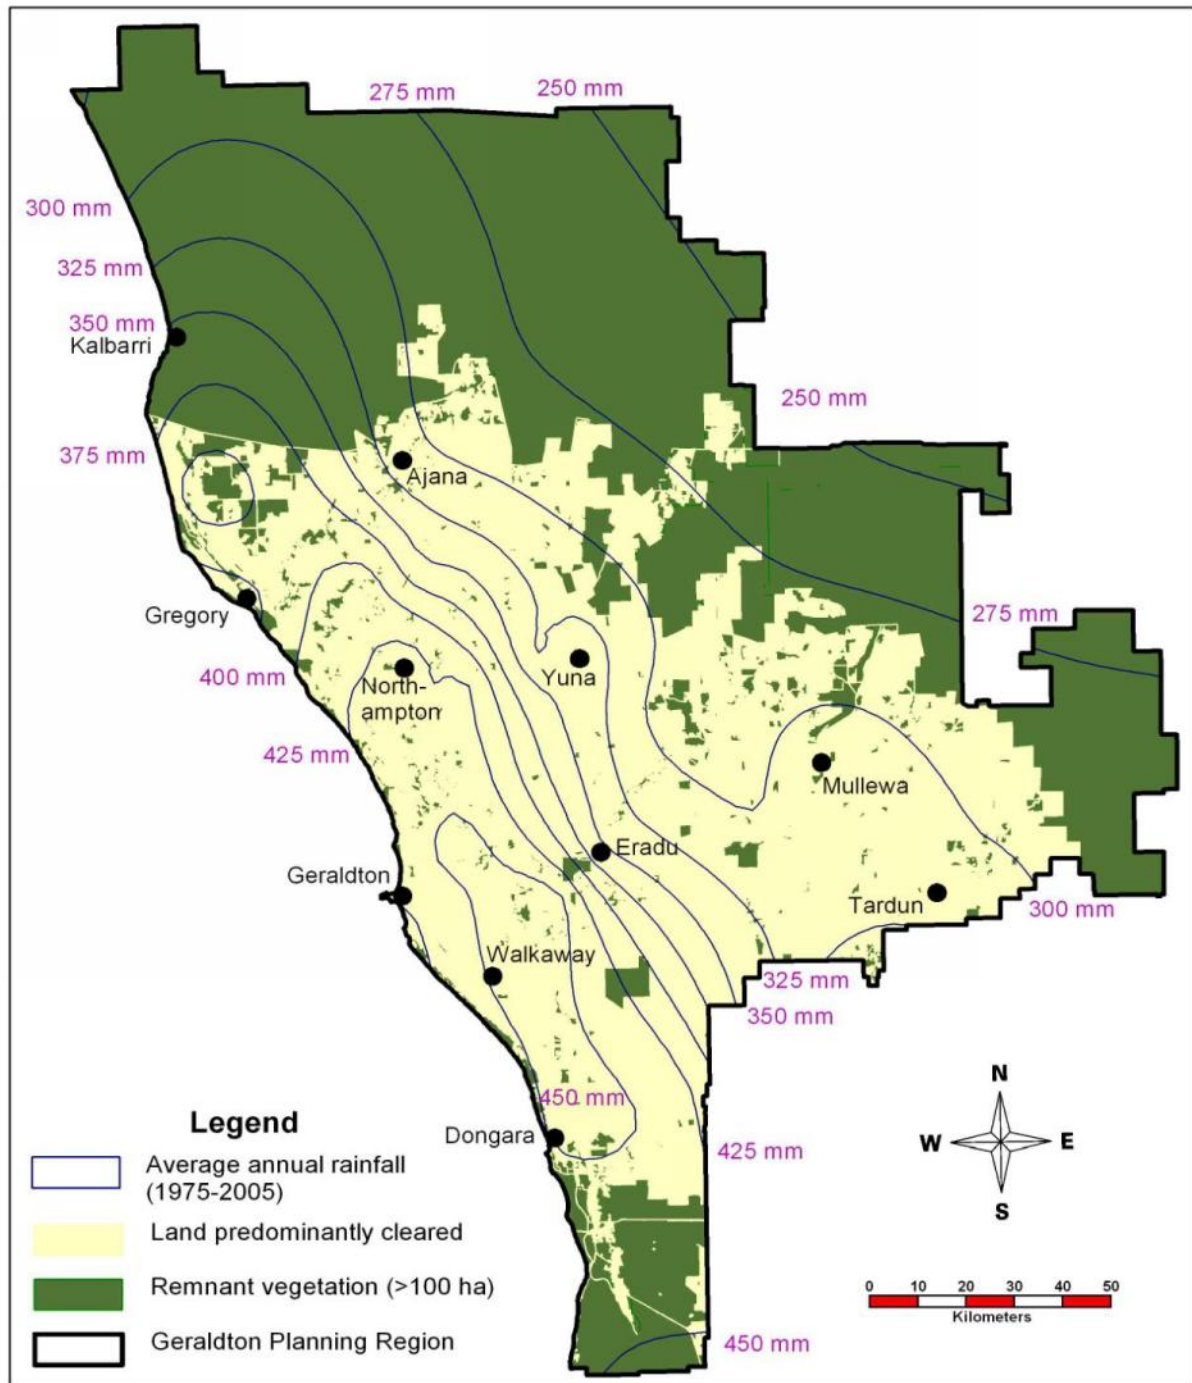 275 mm
250 mm
300 mm
325 mm
350 mm
Kalbarri
250 mm
375 mm
Ajana
Gregory
275 mm
400 mm
North-
ampton
Yuna
425 mm
Mullewa
Eradu
Geraldton
Tardun
300 mm
Walkaway
325 mm
350 mm
450 mm
Dongara
425 mm
N
W
E
S
Legend
Average annual rainfall
(1975-2005)
Land predominantly cleared
Remnant vegetation (>100 ha)
Geraldton Planning Region
0 10 20 30 40 50
Kilometers
450 mm